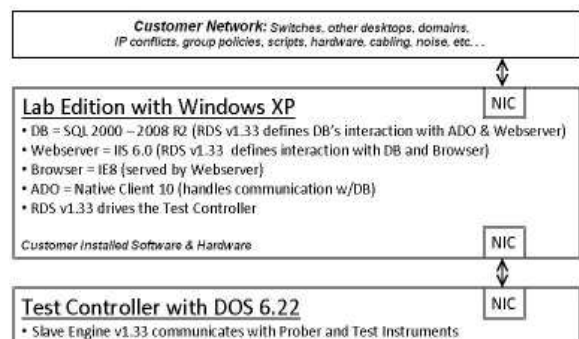 Customer Network: Switches, other desktops, domains,
IP conflicts, group policies, scripts, hardware, cabling, noise, etc...
NIC
Lab Edition with Windows XP
• DB = SQL 2000 – 2008 R2 (RDS v1.33 defines DB's interaction with ADO & Webserver)
• Webserver = IIS 6.0 (RDS v1.33 defines interaction with DB and Browser)
• Browser = IE8 (served by Webserver)
• ADO = Native Client 10 (handles communication w/DB)
• RDS v1.33 drives the Test Controller
Customer Installed Software & Hardware
NIC
NIC
Test Controller with DOS 6.22
• Slave Engine v1.33 communicates with Prober and Test Instruments